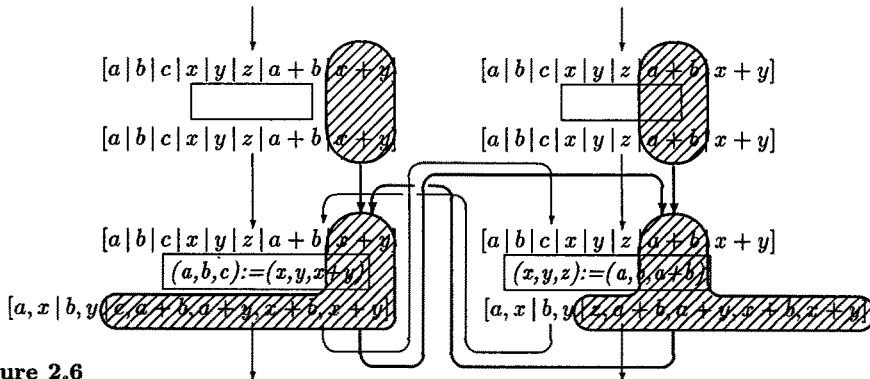 [a|b|c|x|y|z|a+b|x+y] [a|b|c|x|y|z|a+b|x+y]
[a|b|c|x|y|z|a+b|x+y] [a|b|c|x|y|z|a+b|x+y]
[a|b|c|x|y|z|a+b|x+y] [a|b|c|x|y|z|a+b|x+y]
(a,b,c):=(x,y,x+y) (x,y,z):=(a,b,a+b)
[a,x|b,y|c,a+b,a+y,x+b,x+y] [a,x|b,y|z,a+b,a+y,x+b,x+y]
ure 2.6